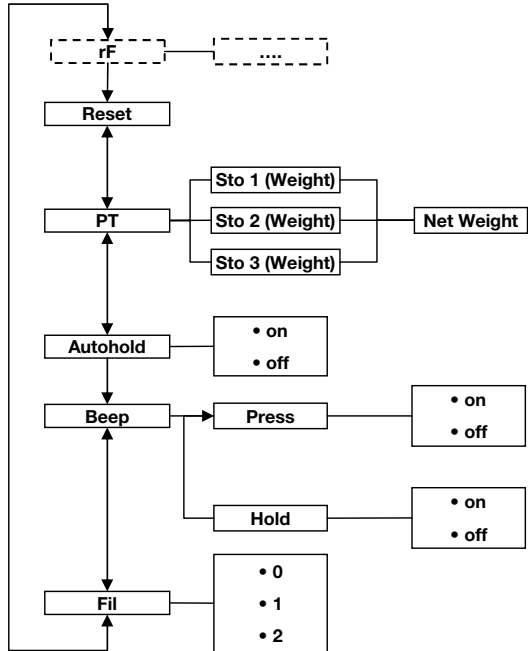 rF
....
Reset
Sto 1 (Weight)
PT
Sto 2 (Weight)
Net Weight
Sto 3 (Weight)
Autohold
• on
• off
Beep
Press
• on
• off
Hold
• on
• off
Fil
• 0
• 1
• 2